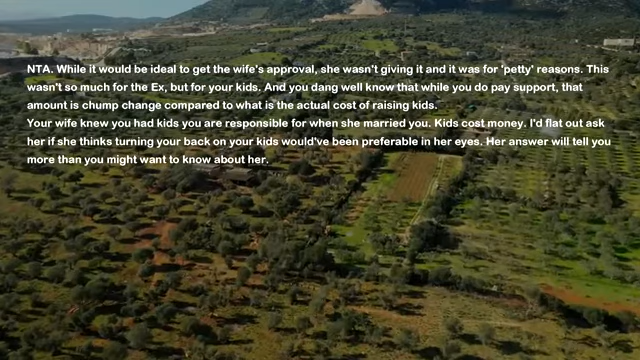 NTA. While it would be ideal to get the wife's approval, she wasn't giving it and it was for 'petty' reasons. This
wasn't so much for the Ex, but for your kids. And you dang well know that while you do pay support, that
amount is chump change compared to what is the actual cost of raising kids.
Your wife knew you had kids you are responsible for when she married you. Kids cost money. I'd flat out ask
her if she thinks turning your back on your kids would've been preferable in her eyes. Her answer will tell you
more than you might want to know about her.